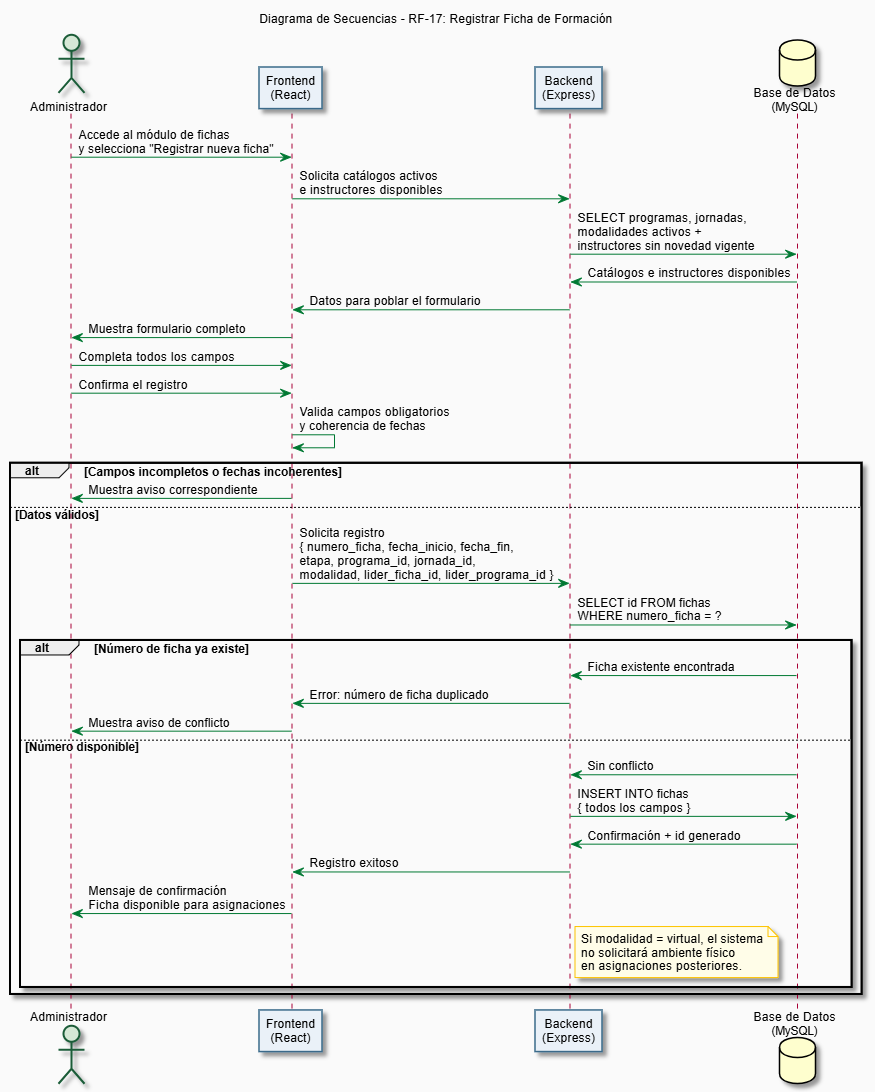 Diagrama de Secuencias - RF-17: Registrar Ficha de Formación
Administrador
Frontend
(React)
Backend
(Express)
Base de Datos
(MySQL)
Accede al módulo de fichas
y selecciona "Registrar nueva ficha"
Solicita catálogos activos
e instructores disponibles
SELECT programas, jornadas,
modalidades activos +
instructores sin novedad vigente
Catálogos e instructores disponibles
Datos para poblar el formulario
Muestra formulario completo
Completa todos los campos
Confirma el registro
Valida campos obligatorios
y coherencia de fechas
alt
[Campos incompletos o fechas incoherentes]
Muestra aviso correspondiente
[Datos válidos]
Solicita registro
{ numero_ficha, fecha_inicio, fecha_fin,
etapa, programa_id, jornada_id,
modalidad, lider_ficha_id, lider_programa_id }
SELECT id FROM fichas
WHERE numero_ficha = ?
alt
[Número de ficha ya existe]
Ficha existente encontrada
Error: número de ficha duplicado
Muestra aviso de conflicto
[Número disponible]
Sin conflicto
INSERT INTO fichas
{ todos los campos }
Confirmación + id generado
Registro exitoso
Mensaje de confirmación
Ficha disponible para asignaciones
Si modalidad = virtual, el sistema
no solicitará ambiente físico
en asignaciones posteriores.
Administrador
Frontend
(React)
Backend
(Express)
Base de Datos
(MySQL)